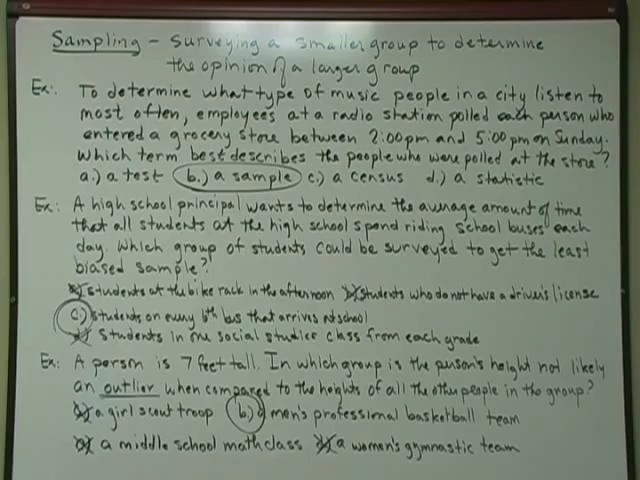 Sampling - surveying a smaller group to determine
the opinion of a larger group
Ex: To determine what type of music people in a city listen to
most often, employees at a radio station polled each person who
entered a grocery store between 2:00pm and 5:00pm on Sunday.
Which term best describes the people who were polled at the store?
a.) a test b.) a sample c.) a census d.) a statistic
Ex: A high school principal wants to determine the average amount of time
that all students at the high school spend riding school buses each
day. Which group of students could be surveyed to get the least
biased sample?
students at the bike rack in the afternoon students who do not have a driver's license
c.) students on every 5th bus that arrives at school
students in one social studies class from each grade
Ex: A person is 7 feet tall. In which group is the person's height not likely
an outlier when compared to the heights of all the other people in the group?
a girl scout troop b.) a men's professional basketball team
a middle school math class a women's gymnastic team